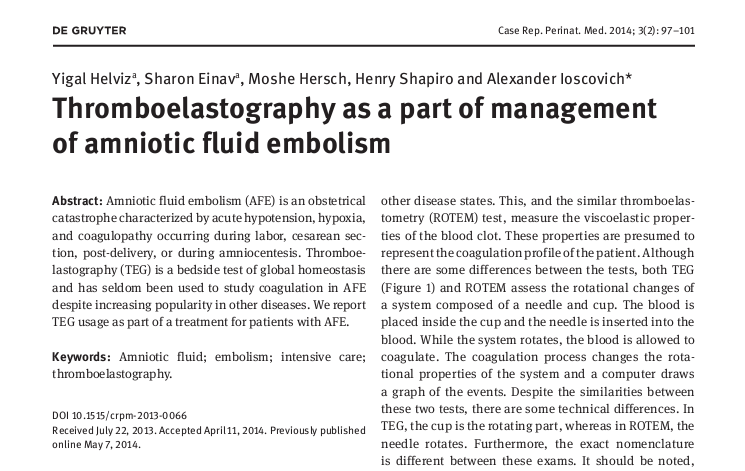 DE GRUYTER
Case Rep. Perinat. Med. 2014; 3(2): 97–101
Yigal Helvizᵃ, Sharon Einavᵃ, Moshe Hersch, Henry Shapiro and Alexander Ioscovich*
Thromboelastography as a part of management
of amniotic fluid embolism
Abstract: Amniotic fluid embolism (AFE) is an obstetrical
catastrophe characterized by acute hypotension, hypoxia,
and coagulopathy occurring during labor, cesarean sec-
tion, post-delivery, or during amniocentesis. Thromboe-
lastography (TEG) is a bedside test of global homeostasis
and has seldom been used to study coagulation in AFE
despite increasing popularity in other diseases. We report
TEG usage as part of a treatment for patients with AFE.
Keywords: Amniotic fluid; embolism; intensive care;
thromboelastography.
DOI 10.1515/crpm-2013-0066
Received July 22, 2013. Accepted April 11, 2014. Previously published
online May 7, 2014.
other disease states. This, and the similar thromboelas-
tometry (ROTEM) test, measure the viscoelastic proper-
ties of the blood clot. These properties are presumed to
represent the coagulation profile of the patient. Although
there are some differences between the tests, both TEG
(Figure 1) and ROTEM assess the rotational changes of
a system composed of a needle and cup. The blood is
placed inside the cup and the needle is inserted into the
blood. While the system rotates, the blood is allowed to
coagulate. The coagulation process changes the rota-
tional properties of the system and a computer draws
a graph of the events. Despite the similarities between
these two tests, there are some technical differences. In
TEG, the cup is the rotating part, whereas in ROTEM, the
needle rotates. Furthermore, the exact nomenclature
is different between these exams. It should be noted,